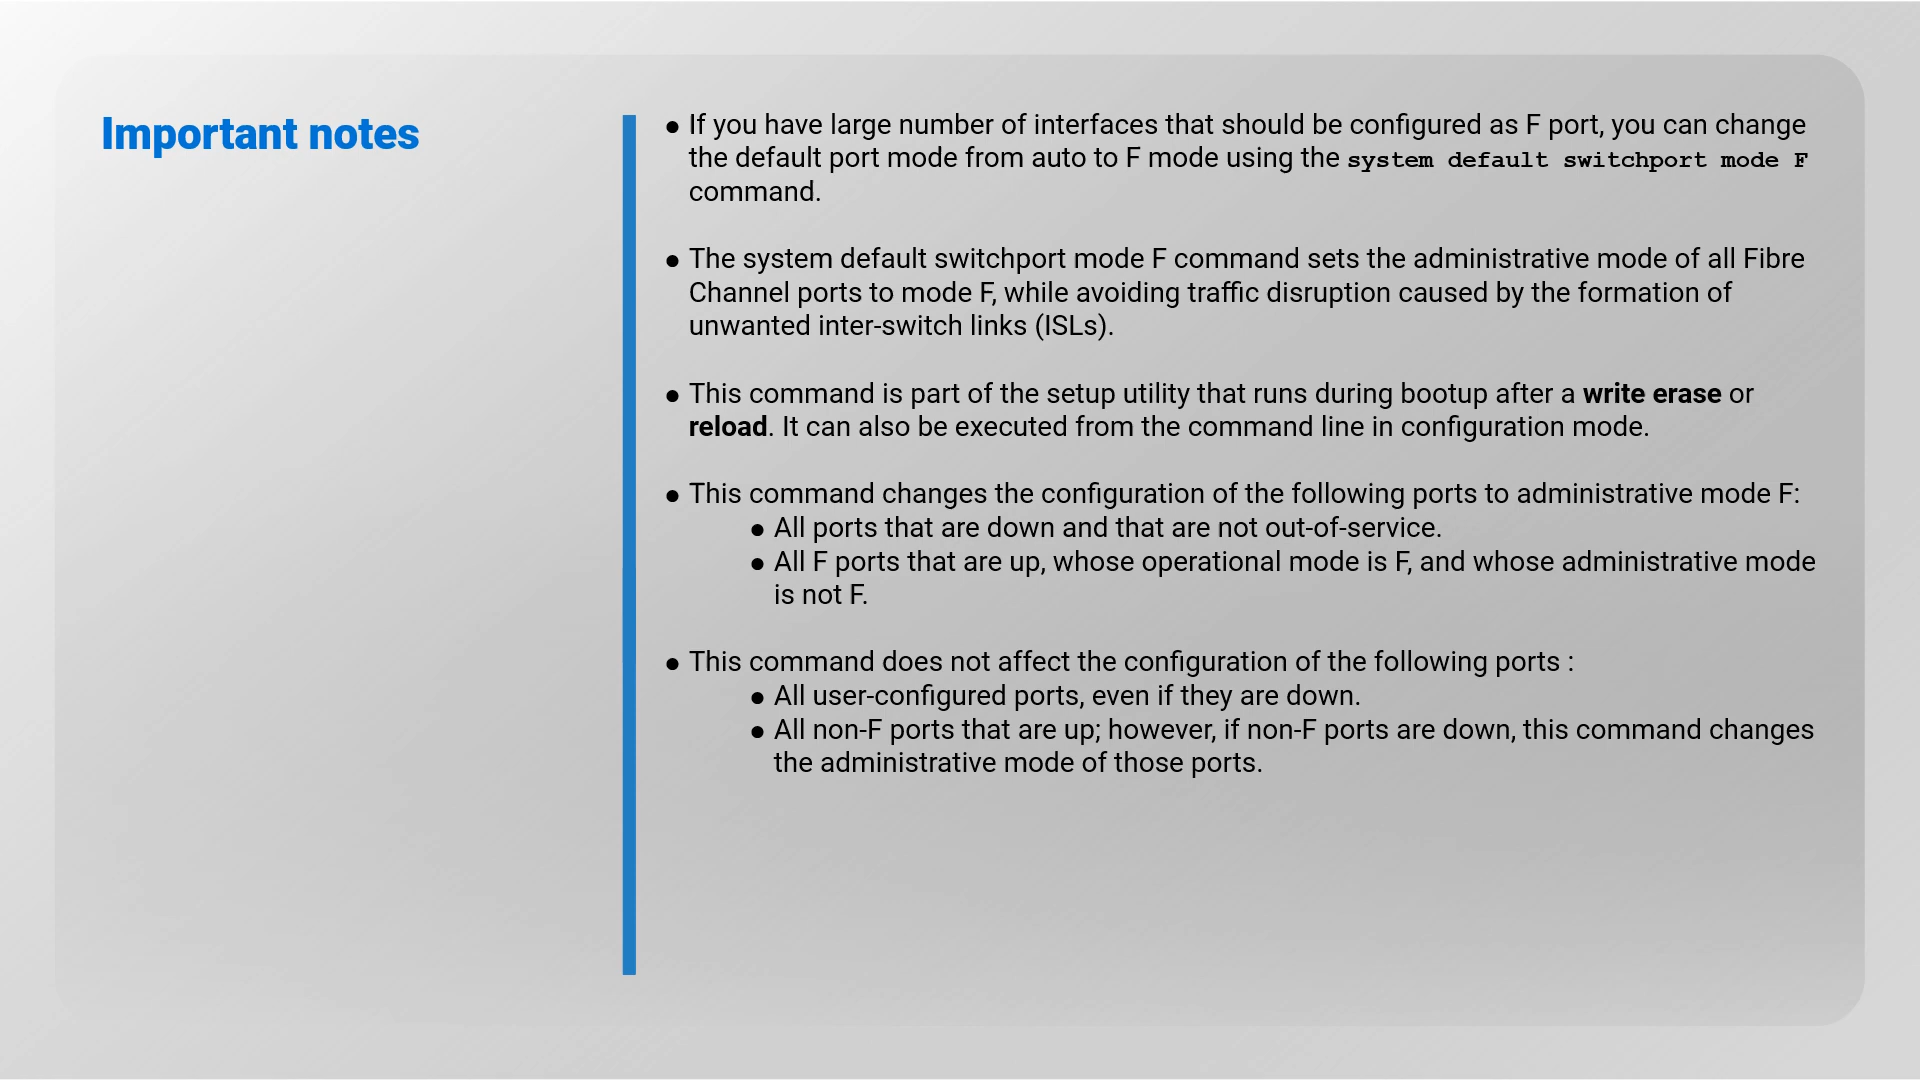 Important notes
● If you have large number of interfaces that should be configured as F port, you can change
the default port mode from auto to F mode using the system default switchport mode F
command.
● The system default switchport mode F command sets the administrative mode of all Fibre
Channel ports to mode F, while avoiding traffic disruption caused by the formation of
unwanted inter-switch links (ISLs).
● This command is part of the setup utility that runs during bootup after a write erase or
reload. It can also be executed from the command line in configuration mode.
● This command changes the configuration of the following ports to administrative mode F:
● All ports that are down and that are not out-of-service.
● All F ports that are up, whose operational mode is F, and whose administrative mode
is not F.
● This command does not affect the configuration of the following ports :
● All user-configured ports, even if they are down.
● All non-F ports that are up; however, if non-F ports are down, this command changes
the administrative mode of those ports.